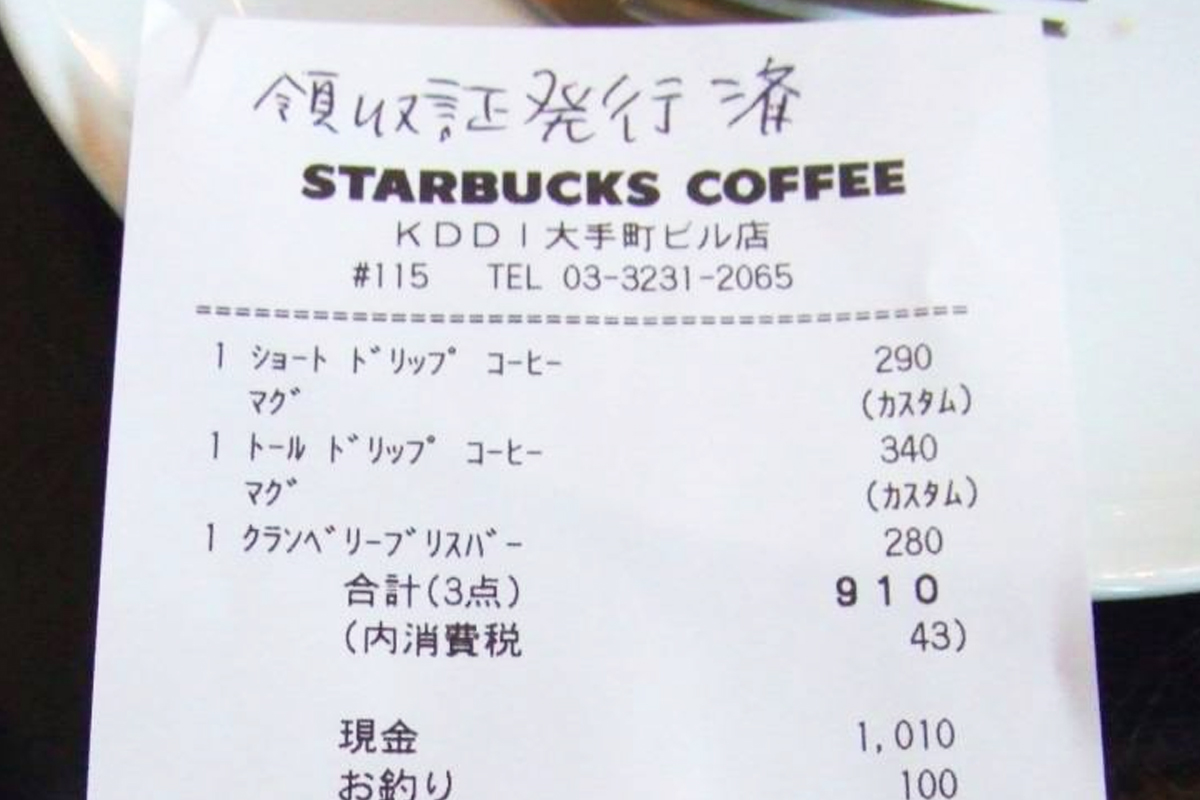 領収証発行済
STARBUCKS COFFEE
KDDI大手町ビル店
#115 TEL 03-3231-2065
=======================================
1 ｼｮｰﾄ ﾄﾞﾘｯﾌﾟ ｺｰﾋｰ 290
ﾏｸﾞ (ｶｽﾀﾑ)
1 ﾄｰﾙ ﾄﾞﾘｯﾌﾟ ｺｰﾋｰ 340
ﾏｸﾞ (ｶｽﾀﾑ)
1 ｸﾗﾝﾍﾞﾘｰﾌﾞﾘｽﾊﾞｰ 280
合計(3点) 910
(内消費税 43)
現金 1,010
お釣り 100